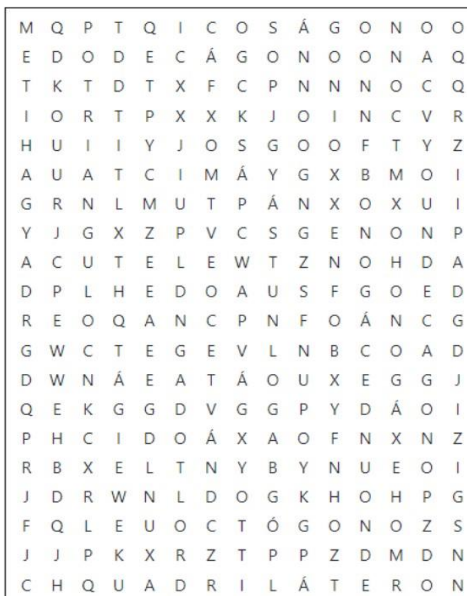 M Q P T Q I C O S Á G O N O O
E D O D E C Á G O N O O N A Q
T K T D T X F C P N N N O C Q
I O R T P X X K J O I N C V R
H U I I Y J O S G O O F T Y Z
A U A T C I M Á Y G X B M O I
G R N L M U T P Á N X O X U I
Y J G X Z P V C S G E N O N P
A C U T E L E W T Z N O H D A
D P L H E D O A U S F G O E D
R E O Q A N C P N F O Á N C G
G W C T E G E V L N B C O A D
D W N Á E A T Á O U X E G G J
Q E K G G D V G G P Y D Á O I
P H C I D O Á X A O F N X N Z
R B X E L T N Y B Y N U E O I
J D R W N L D O G K H O H P G
F Q L E U O C T Ó G O N O Z S
J J P K X R Z T P P Z D M D N
C H Q U A D R I L Á T E R O N